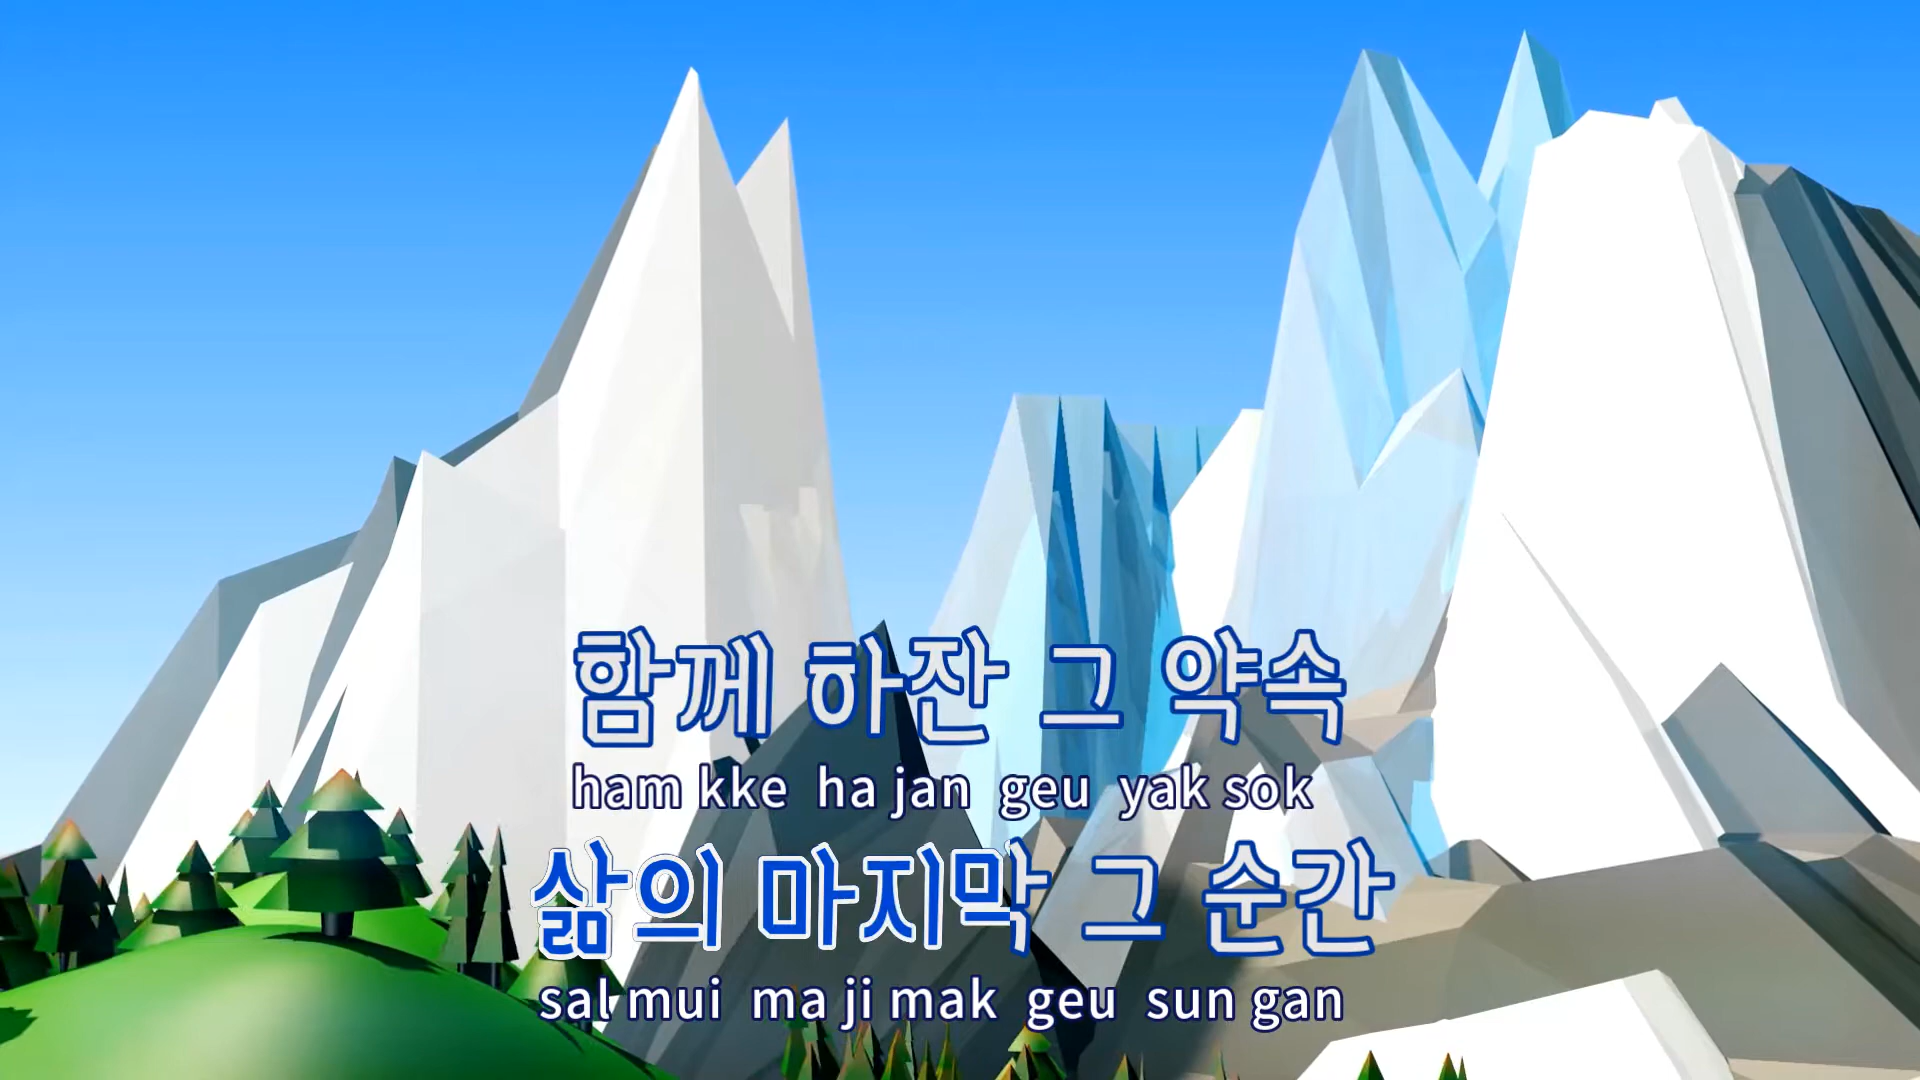 함께 하잔 그 약속
ham kke ha jan geu yak sok
삶의 마지막 그 순간
sal mui ma ji mak geu sun gan